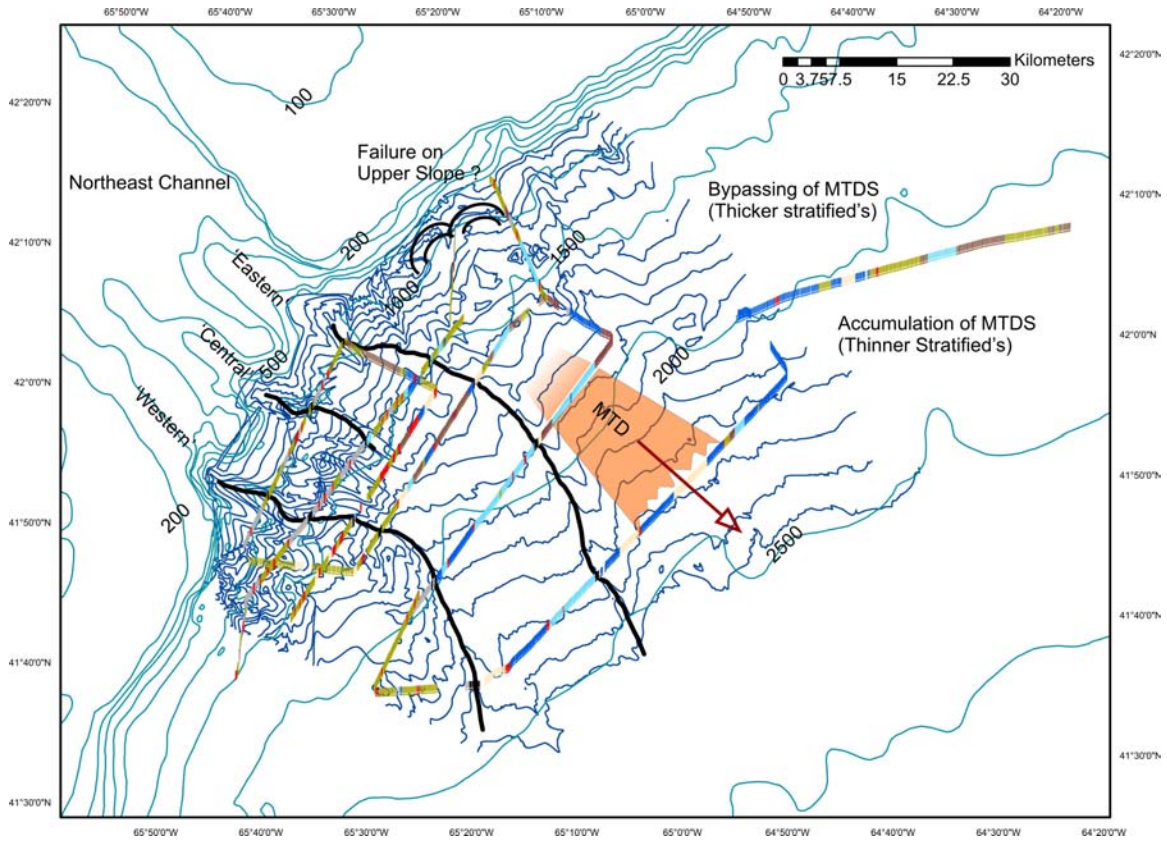 65°50'0"W 65°40'0"W 65°30'0"W 65°20'0"W 65°10'0"W 65°0'0"W 64°50'0"W 64°40'0"W 64°30'0"W 64°20'0"W
Kilometers
0 3.75 7.5 15 22.5 30
42°20'0"N
42°20'0"N
100
Failure on
Upper Slope ?
Northeast Channel
Bypassing of MTDS
(Thicker stratified's)
42°10'0"N
42°10'0"N
200
1500
'Eastern'
1000
Accumulation of MTDS
(Thinner Stratified's)
42°0'0"N
'Central'
500
2000
42°0'0"N
'Western'
MTD
41°50'0"N
41°50'0"N
200
2500
41°40'0"N
41°40'0"N
41°30'0"N
41°30'0"N
65°50'0"W 65°40'0"W 65°30'0"W 65°20'0"W 65°10'0"W 65°0'0"W 64°50'0"W 64°40'0"W 64°30'0"W 64°20'0"W